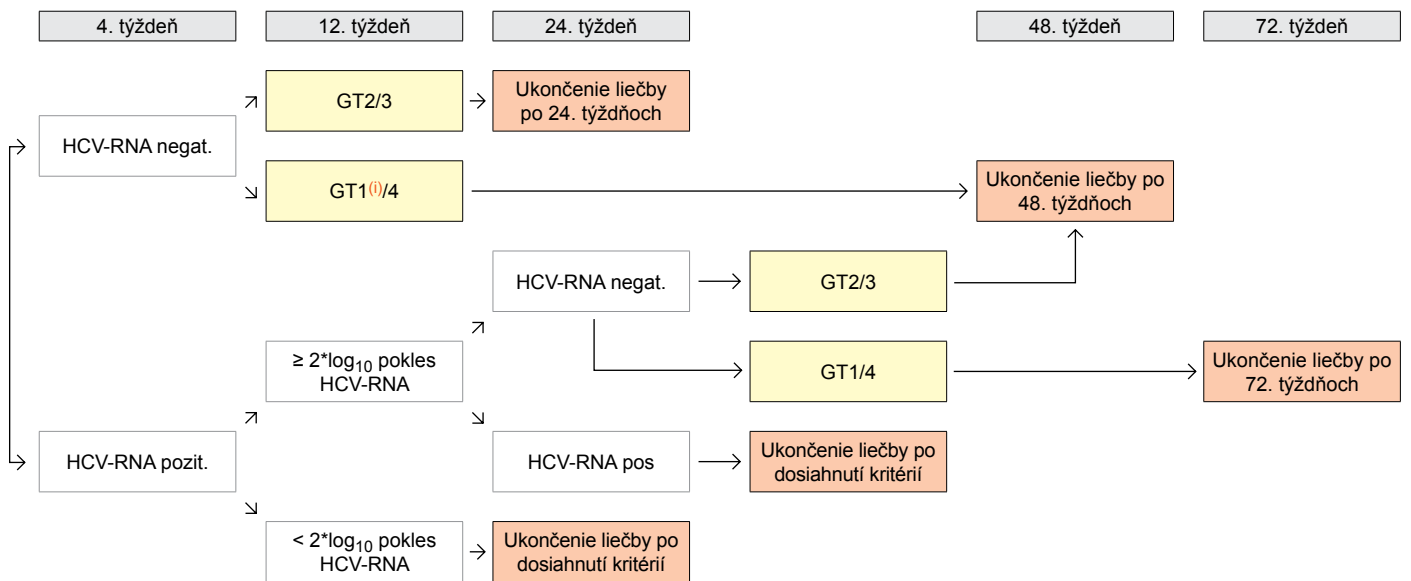 4. týždeň
12. týždeň
24. týždeň
48. týždeň
72. týždeň
GT2/3
Ukončenie liečby
po 24. týždňoch
HCV-RNA negat.
GT1(i)/4
Ukončenie liečby po
48. týždňoch
HCV-RNA negat.
GT2/3
≥ 2*log10 pokles
HCV-RNA
GT1/4
Ukončenie liečby po
72. týždňoch
HCV-RNA pozit.
HCV-RNA pos
Ukončenie liečby po
dosiahnutí kritérií
< 2*log10 pokles
HCV-RNA
Ukončenie liečby po
dosiahnutí kritérií